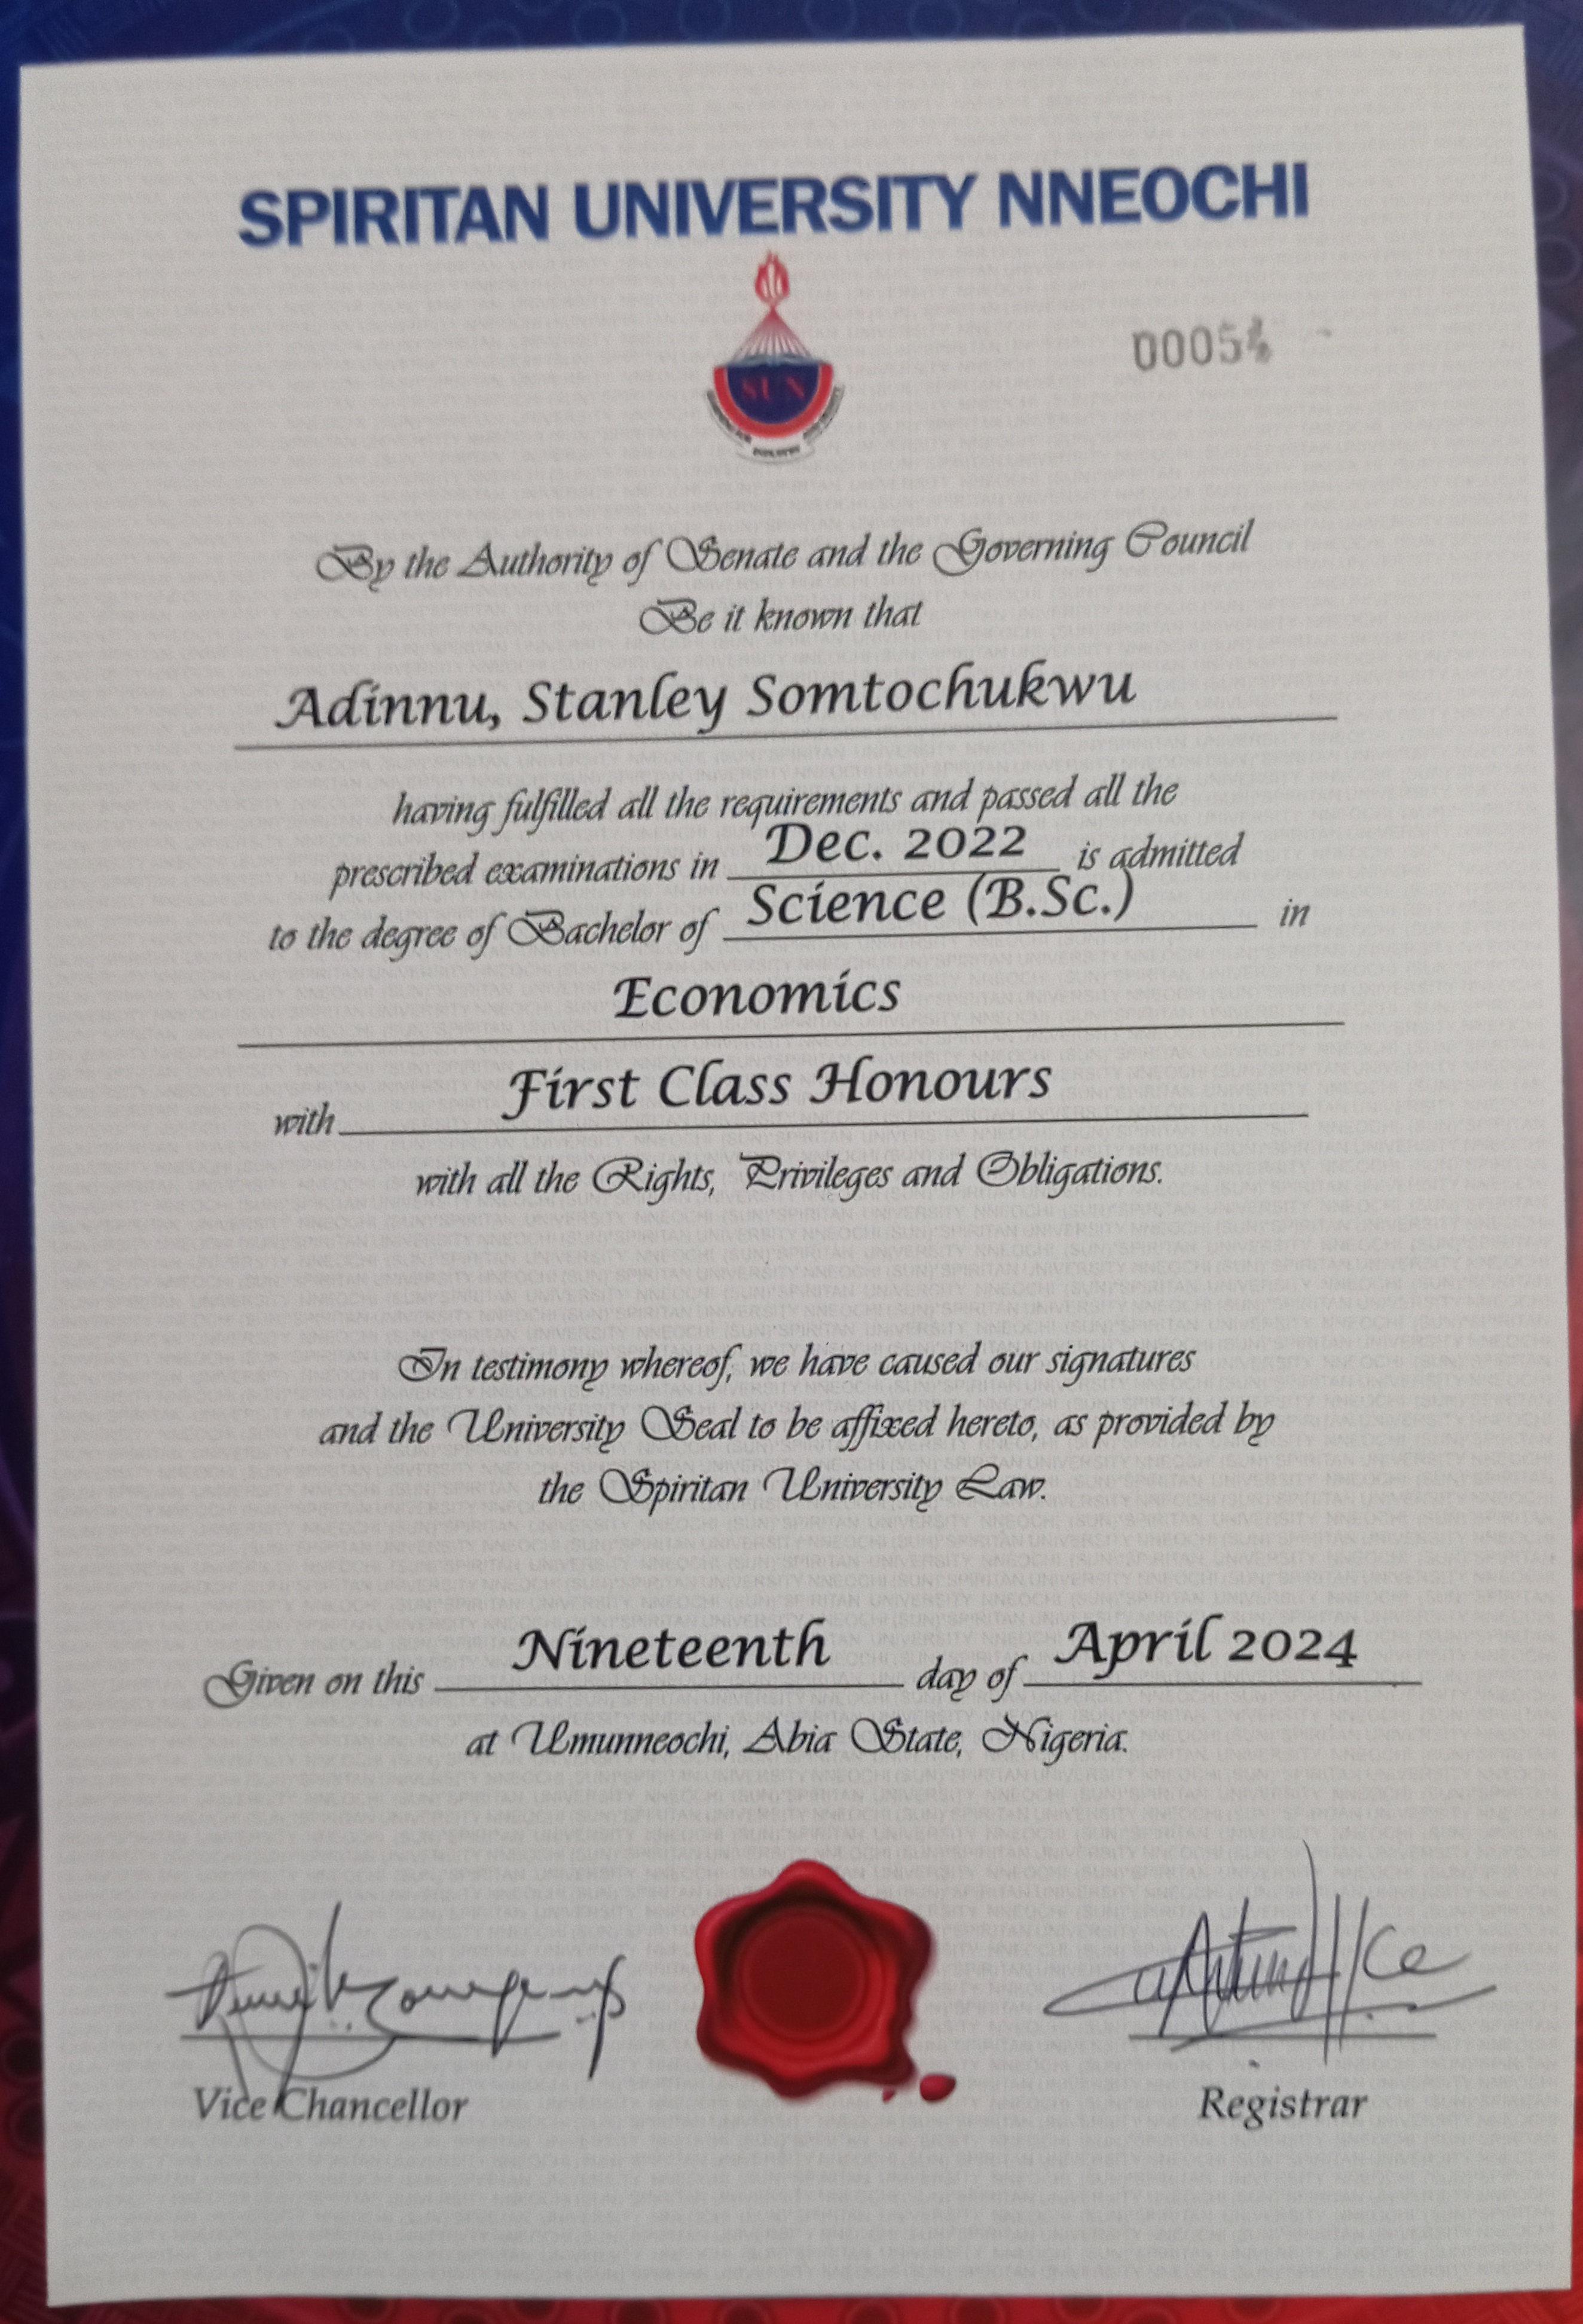 SPIRITAN UNIVERSITY NNEOCHI
SUN
By the Authority of Senate and the Governing Council
Be it known that
Adinnu, Stanley Somtochukwu
having fulfilled all the requirements and passed all the
prescribed examinations in Dec. 2022 is admitted
to the degree of Bachelor of Science (B.Sc.) in
Economics
with First Class Honours
with all the Rights, Privileges and Obligations.
In testimony whereof, we have caused our signatures
and the University Seal to be affixed hereto, as provided by
the Spiritan University Law.
Given on this Nineteenth day of April 2024
at Umunneochi, Abia State, Nigeria.
Vice Chancellor
Registrar